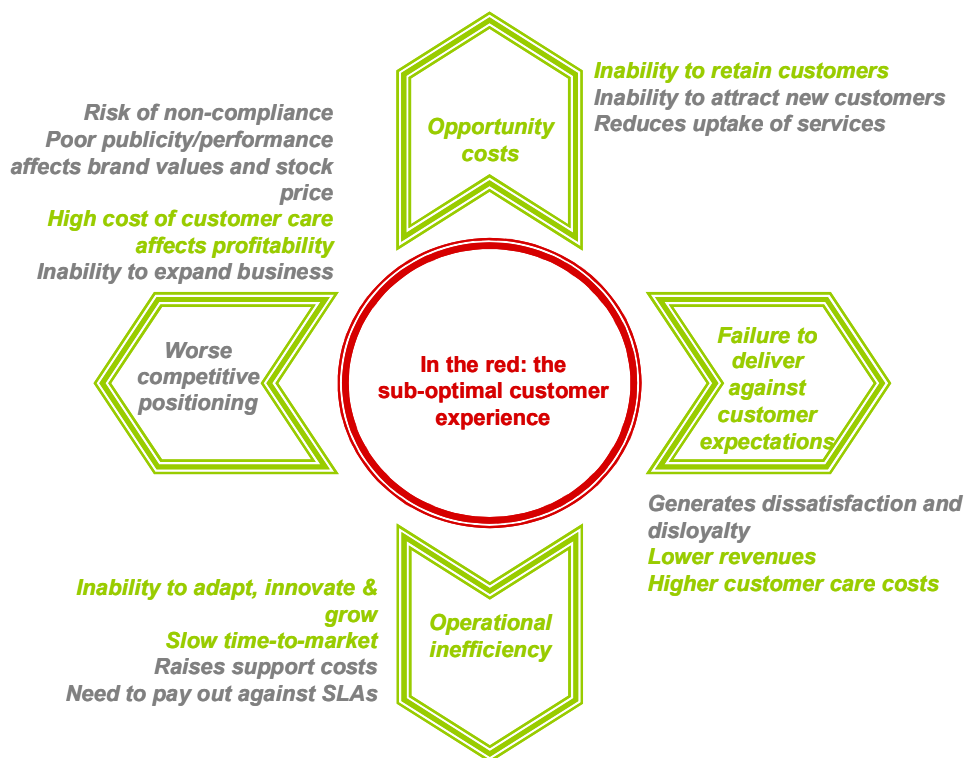 Opportunity
costs
Inability to retain customers
Inability to attract new customers
Reduces uptake of services
Risk of non-compliance
Poor publicity/performance
affects brand values and stock
price
High cost of customer care
affects profitability
Inability to expand business
Worse
competitive
positioning
In the red: the
sub-optimal customer
experience
Failure to
deliver
against
customer
expectations
Generates dissatisfaction and
disloyalty
Lower revenues
Higher customer care costs
Inability to adapt, innovate &
grow
Slow time-to-market
Raises support costs
Need to pay out against SLAs
Operational
inefficiency